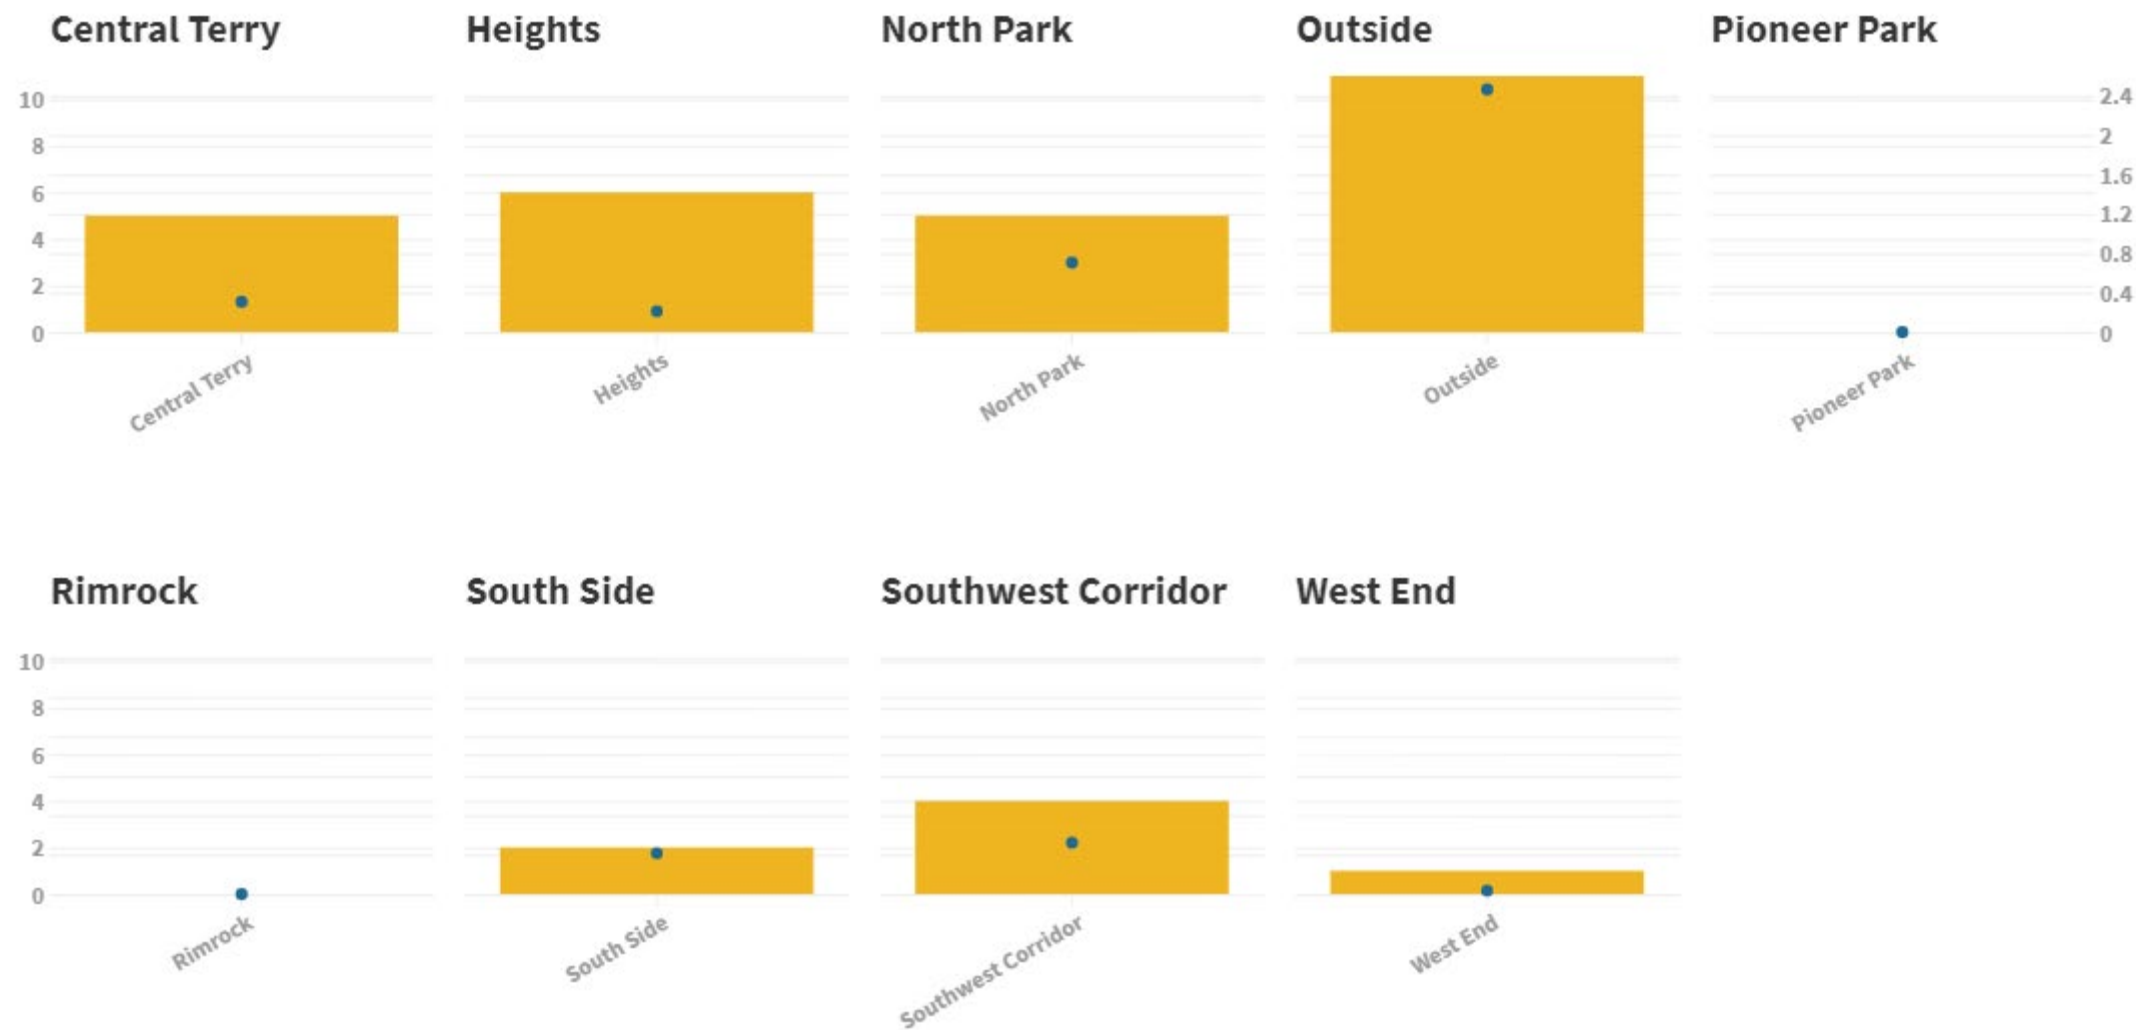 Central Terry
Heights
North Park
Outside
Pioneer Park
10
8
6
4
2
0
2.4
2
1.6
1.2
0.8
0.4
0
Central Terry
Heights
North Park
Outside
Pioneer Park
Rimrock
South Side
Southwest Corridor
West End
10
8
6
4
2
0
Rimrock
South Side
Southwest Corridor
West End